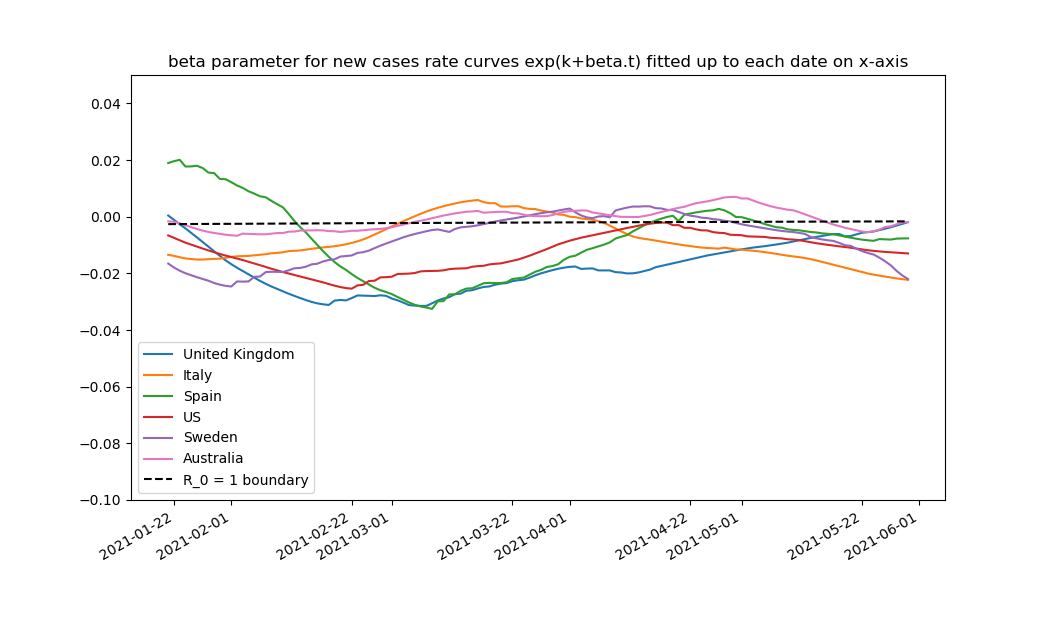 beta parameter for new cases rate curves exp(k+beta.t) fitted up to each date on x-axis
0.04
0.02
0.00
−0.02
−0.04
−0.06
−0.08
−0.10
United Kingdom
Italy
Spain
US
Sweden
Australia
R_0 = 1 boundary
2021-01-22
2021-02-01
2021-02-22
2021-03-01
2021-03-22
2021-04-01
2021-04-22
2021-05-01
2021-05-22
2021-06-01